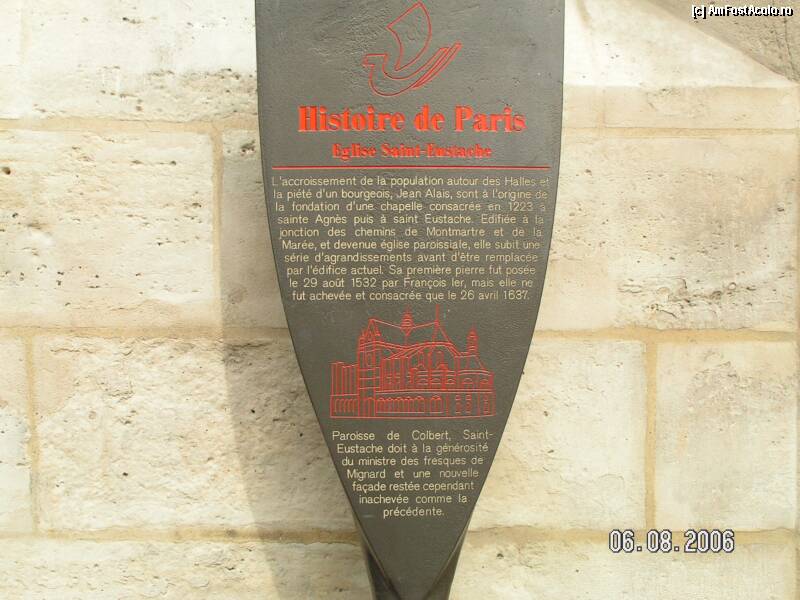 (c) AmFostAcolo.ro
Histoire de Paris
Eglise Saint-Eustache
L'accroissement de la population autour des Halles et
la piété d'un bourgeois, Jean Alais, sont à l'origine de
la fondation d'une chapelle consacrée en 1223 à
sainte Agnès puis à saint Eustache. Edifiée à la
jonction des chemins de Montmartre et de la
Marée, et devenue église paroissiale, elle subit une
série d'agrandissements avant d'être remplacée
par l'édifice actuel. Sa première pierre fut posée
le 29 août 1532 par François Ier, mais elle ne
fut achevée et consacrée que le 26 avril 1637.
Paroisse de Colbert, Saint-
Eustache doit à la générosité
du ministre des fresques de
Mignard et une nouvelle
façade restée cependant
inachevée comme la
précédente.
06.08.2006